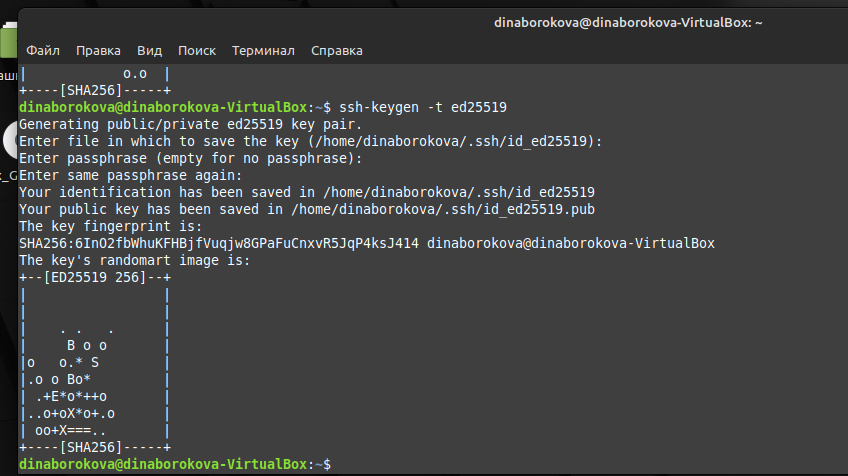 dinaborokova@dinaborokova-VirtualBox: ~
Файл Правка Вид Поиск Терминал Справка
|            o.o  |
+----[SHA256]-----+
dinaborokova@dinaborokova-VirtualBox:~$ ssh-keygen -t ed25519
Generating public/private ed25519 key pair.
Enter file in which to save the key (/home/dinaborokova/.ssh/id_ed25519):
Enter passphrase (empty for no passphrase):
Enter same passphrase again:
Your identification has been saved in /home/dinaborokova/.ssh/id_ed25519
Your public key has been saved in /home/dinaborokova/.ssh/id_ed25519.pub
The key fingerprint is:
SHA256:6InO2fbWhuKFHBjfVuqjw8GPaFuCnxvR5JqP4ksJ414 dinaborokova@dinaborokova-VirtualBox
The key's randomart image is:
+--[ED25519 256]--+
|                 |
|                 |
|    . .   .      |
|     B o o       |
|o   o.* S        |
|.o o Bo*         |
| .+E*o*++o       |
|..o+oX*o+.o      |
| oo+X===..       |
+----[SHA256]-----+
dinaborokova@dinaborokova-VirtualBox:~$